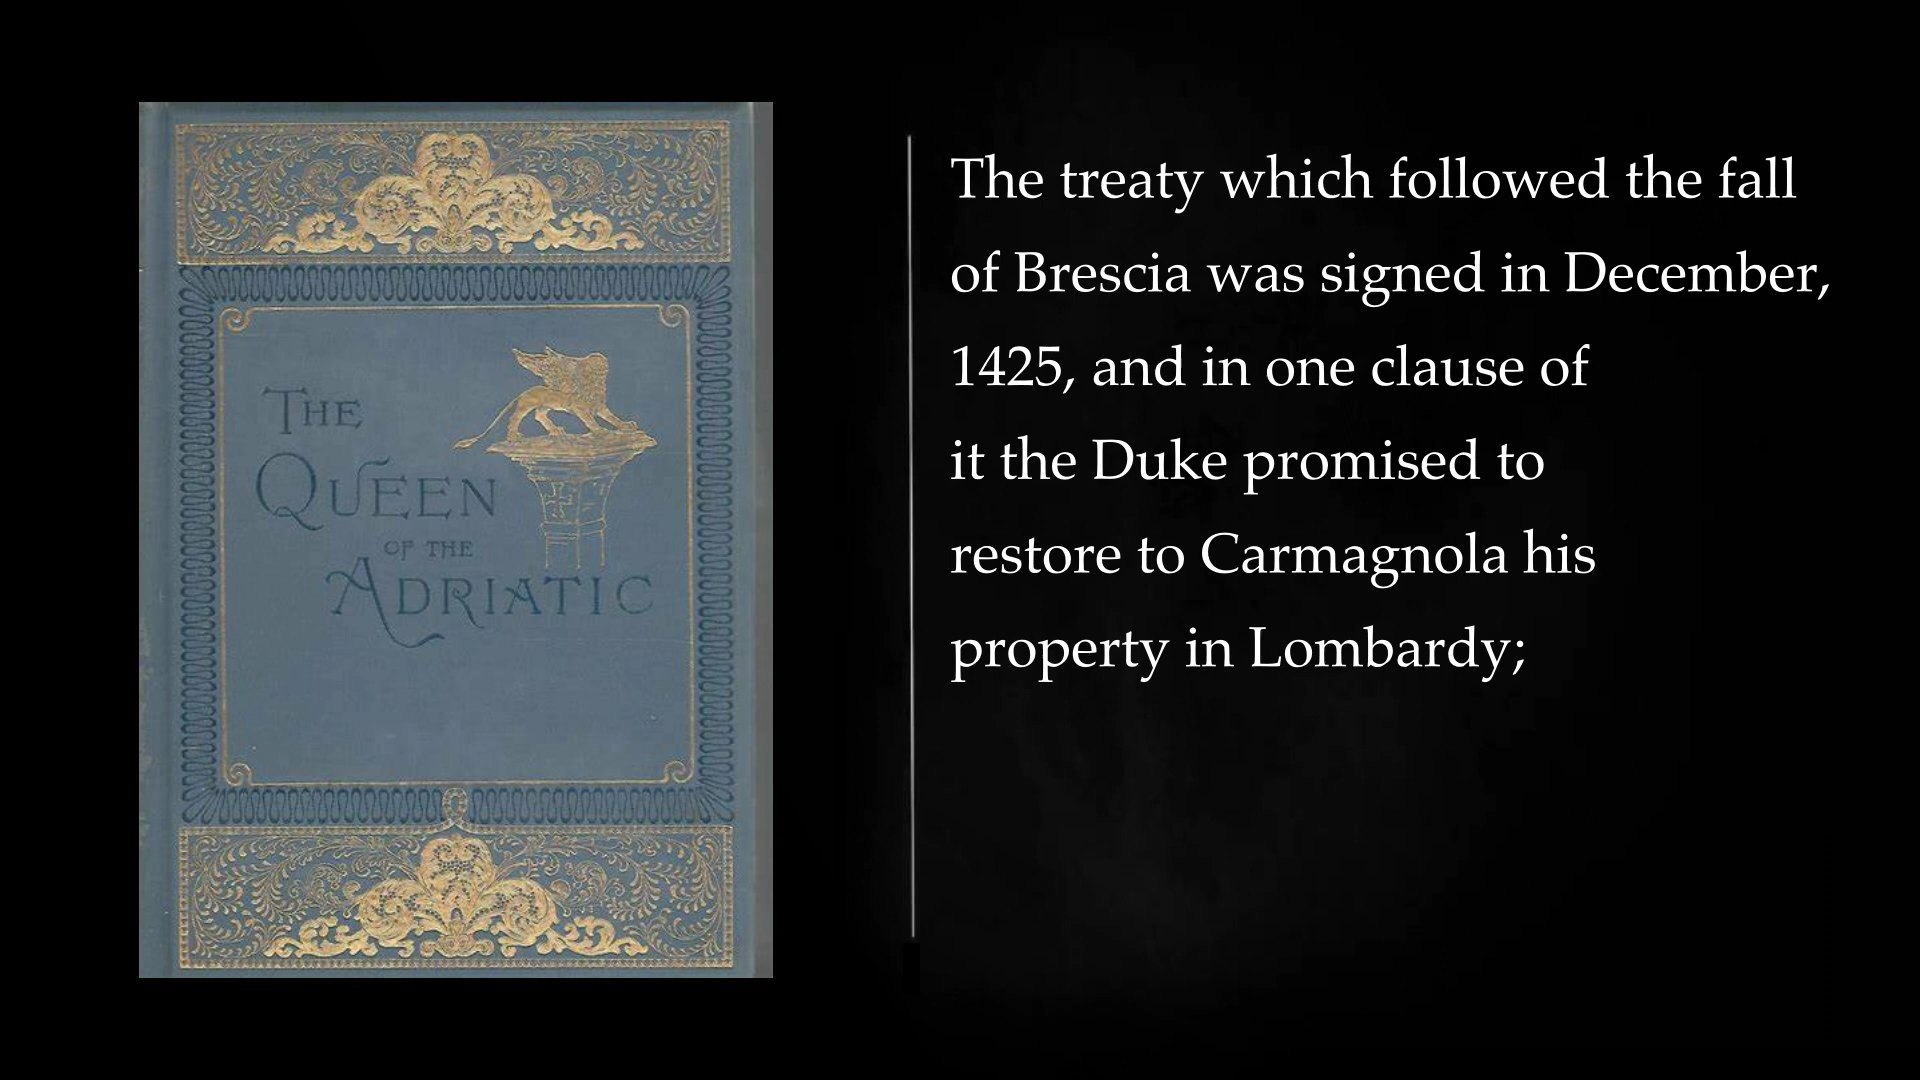 The
Queen
of the
Adriatic
The treaty which followed the fall
of Brescia was signed in December,
1425, and in one clause of
it the Duke promised to
restore to Carmagnola his
property in Lombardy;